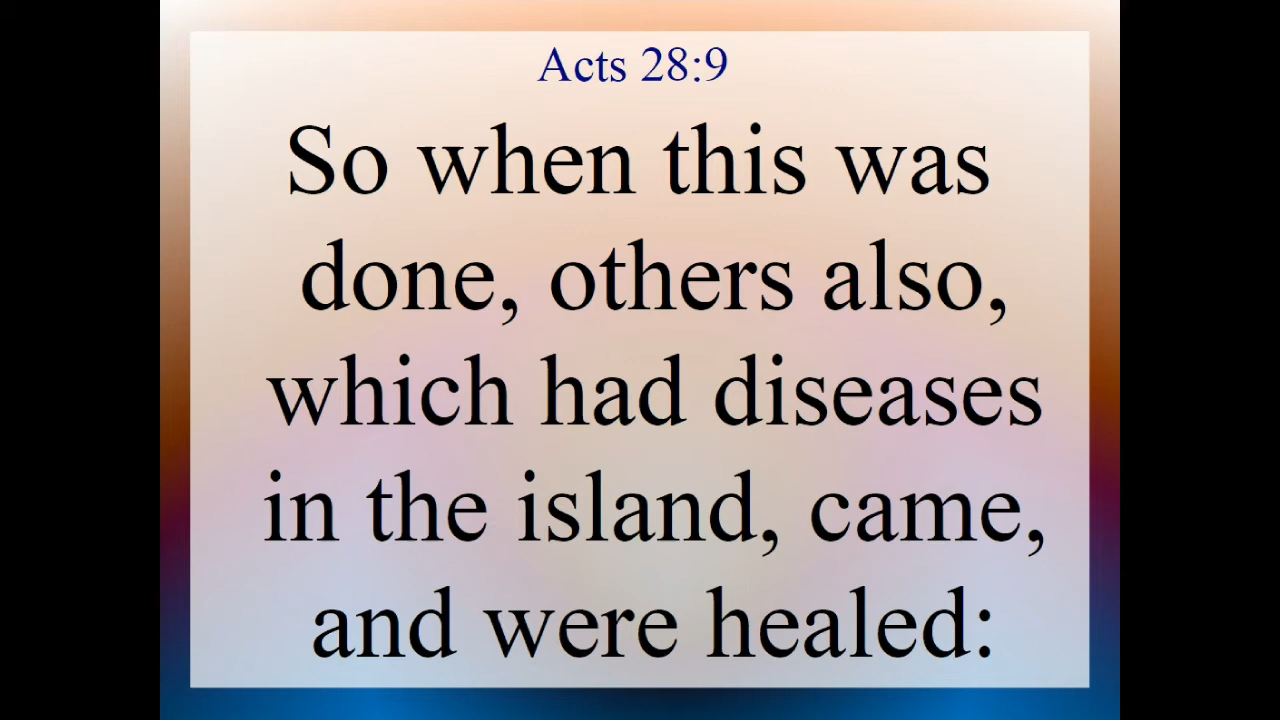 Acts 28:9
So when this was
done, others also,
which had diseases
in the island, came,
and were healed: